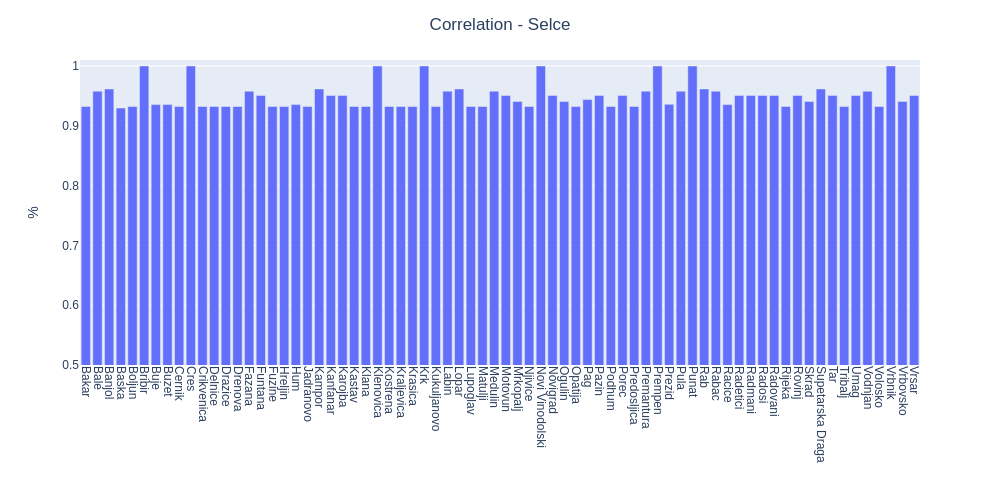 Correlation - Selce
%
1
0.9
0.8
0.7
0.6
0.5
Bakar
Bale
Banjol
Baska
Boljun
Bribir
Buje
Buzet
Cernik
Cres
Crikvenica
Delnice
Drazice
Drenova
Fazana
Funtana
Fuzine
Hreljin
Hum
Jadranovo
Kampor
Kanfanar
Karojba
Kastav
Klana
Klenovica
Kostrena
Kraljevica
Krasica
Krk
Kukuljanovo
Labin
Lopar
Lupoglav
Matulji
Medulin
Motovun
Mrkopalj
Njivice
Novi Vinodolski
Novigrad
Ogulin
Opatija
Pag
Pazin
Podhum
Porec
Predosljica
Premantura
Prempen
Prezid
Pula
Punat
Rab
Rabac
Racice
Radetici
Radmani
Radosi
Radovani
Rijeka
Rovinj
Skrad
Supetarska Draga
Tar
Tribalj
Umag
Vodnjan
Volosko
Vrbnik
Vrbovsko
Vrsar